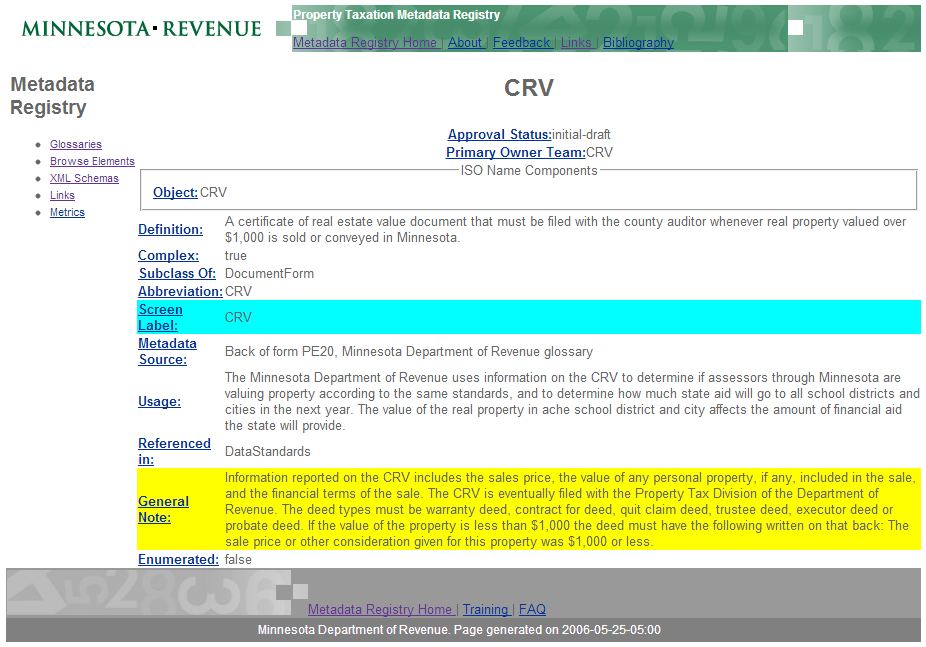 MINNESOTA·REVENUE
Property Taxation Metadata Registry
Metadata Registry Home | About | Feedback | Links | Bibliography
Metadata
Registry
Glossaries
Browse Elements
XML Schemas
Links
Metrics
CRV
Approval Status:initial-draft
Primary Owner Team:CRV
ISO Name Components
Object: CRV
Definition: A certificate of real estate value document that must be filed with the county auditor whenever real property valued over
$1,000 is sold or conveyed in Minnesota.
Complex: true
Subclass Of: DocumentForm
Abbreviation: CRV
Screen
Label: CRV
Metadata
Source: Back of form PE20, Minnesota Department of Revenue glossary
Usage: The Minnesota Department of Revenue uses information on the CRV to determine if assessors through Minnesota are
valuing property according to the same standards, and to determine how much state aid will go to all school districts and
cities in the next year. The value of the real property in ache school district and city affects the amount of financial aid
the state will provide.
Referenced
in: DataStandards
General
Note: Information reported on the CRV includes the sales price, the value of any personal property, if any, included in the sale,
and the financial terms of the sale. The CRV is eventually filed with the Property Tax Division of the Department of
Revenue. The deed types must be warranty deed, contract for deed, quit claim deed, trustee deed, executor deed or
probate deed. If the value of the property is less than $1,000 the deed must have the following written on that back: The
sale price or other consideration given for this property was $1,000 or less.
Enumerated: false
Metadata Registry Home | Training | FAQ
Minnesota Department of Revenue. Page generated on 2006-05-25-05:00